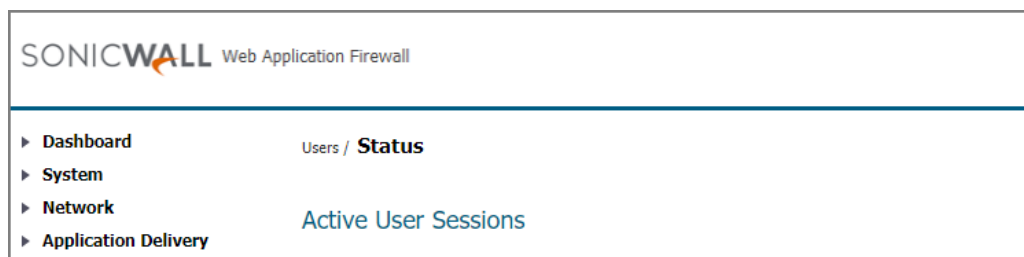 SONICWALL Web Application Firewall
Dashboard
System
Network
Application Delivery
Users / Status
Active User Sessions